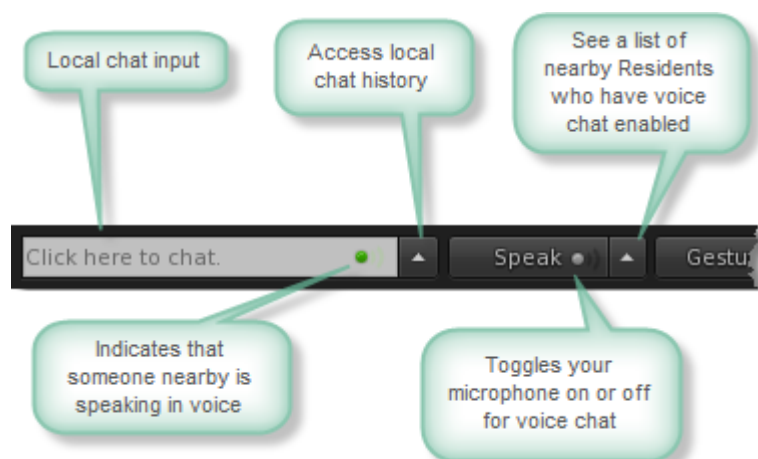 Local chat input
Access local
chat history
See a list of
nearby Residents
who have voice
chat enabled
Click here to chat.
Speak
Gestu
Indicates that
someone nearby is
speaking in voice
Toggles your
microphone on or off
for voice chat